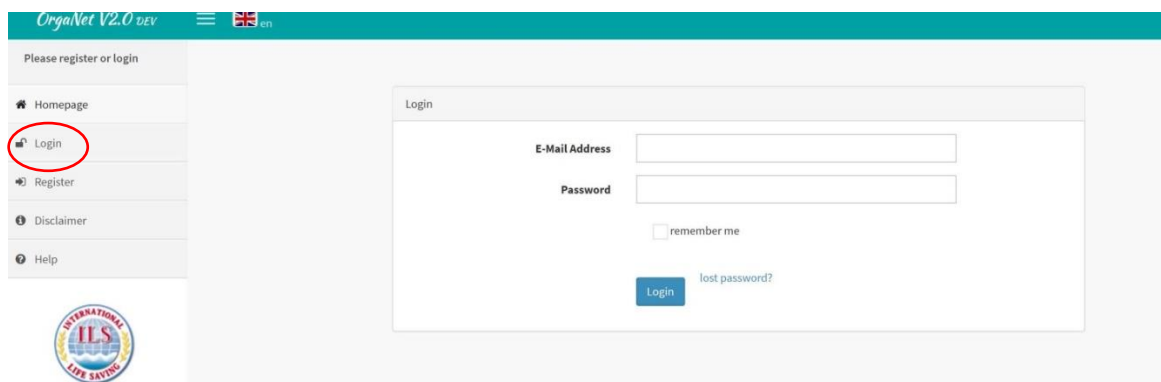 OrgaNet V2.0 DEV
en
Please register or login
Homepage
Login
Register
Disclaimer
Help
INTERNATIONAL
ILS
LIFE SAVING
Login
E-Mail Address
Password
remember me
Login
lost password?